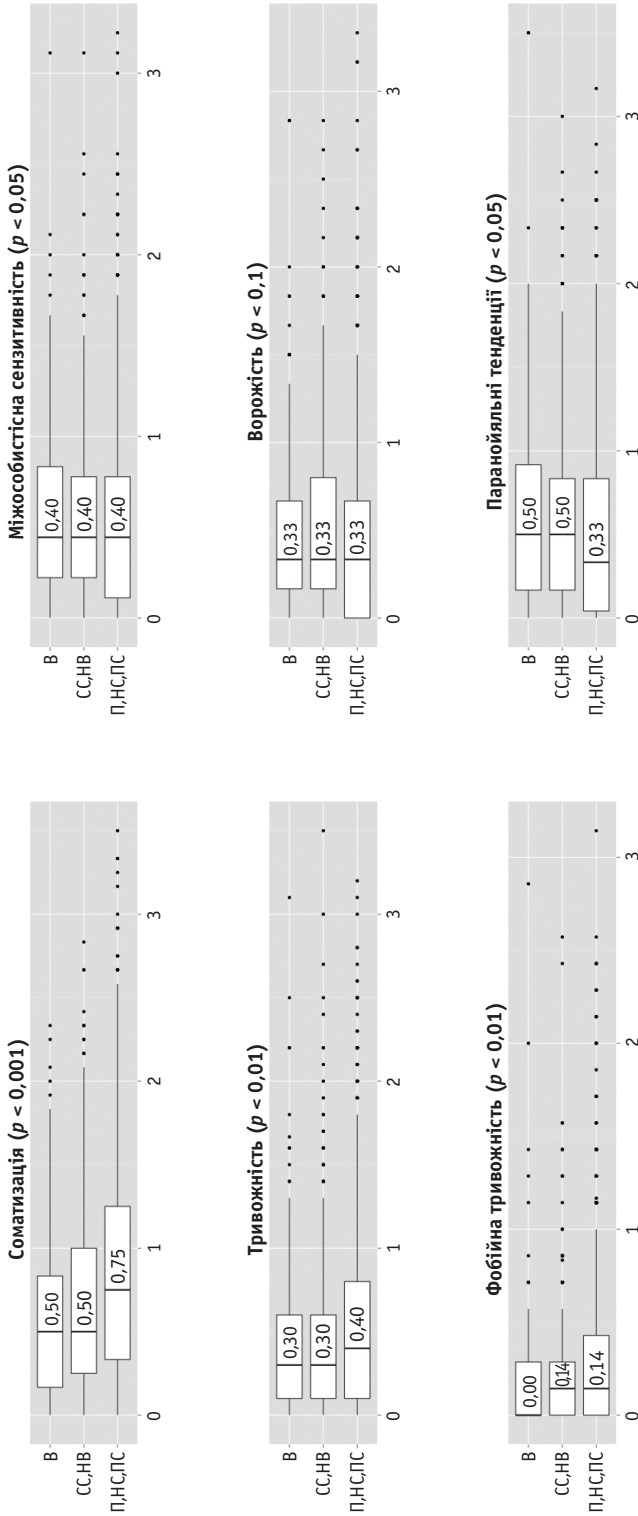 Соматизація (p < 0,001)
В
0,50
СС,НВ
0,50
П,НС,ПС
0,75
0 1 2 3
Міжособистісна сензитивність (p < 0,05)
В
0,40
СС,НВ
0,40
П,НС,ПС
0,40
0 1 2 3
Тривожність (p < 0,01)
В
0,30
СС,НВ
0,30
П,НС,ПС
0,40
0 1 2 3
Ворожість (p < 0,1)
В
0,33
СС,НВ
0,33
П,НС,ПС
0,33
0 1 2 3
Фобійна тривожність (p < 0,01)
В
0,00
СС,НВ
0,14
П,НС,ПС
0,14
0 1 2 3
Паранойяльні тенденції (p < 0,05)
В
0,50
СС,НВ
0,50
П,НС,ПС
0,33
0 1 2 3